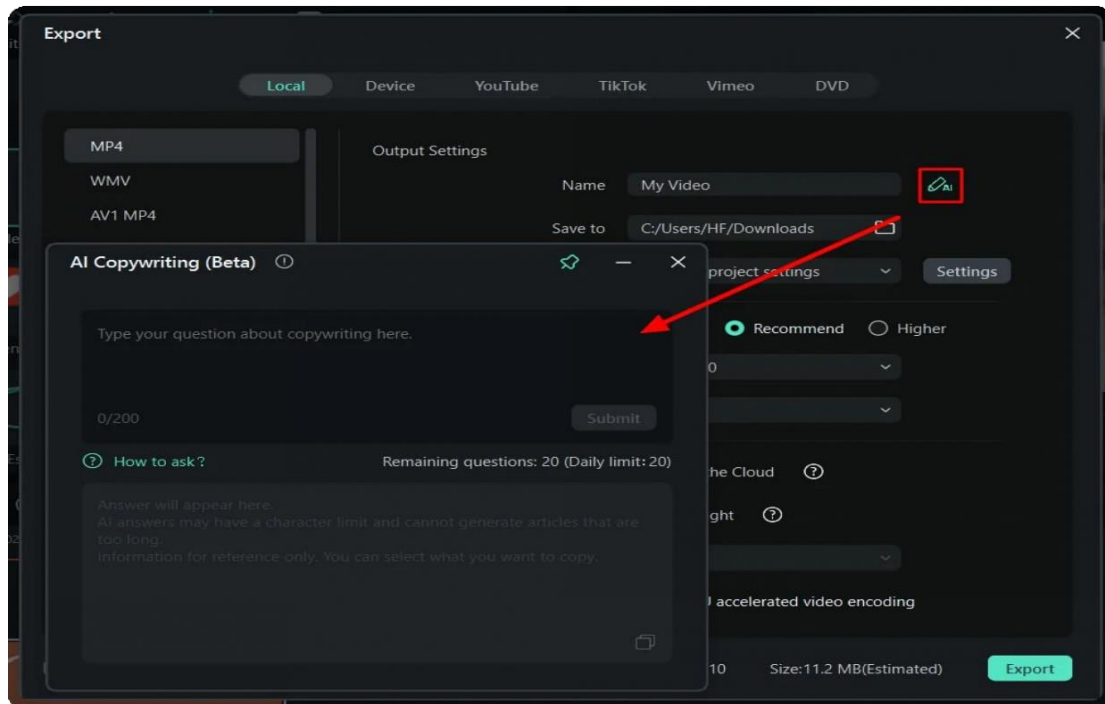 Export
Local Device YouTube TikTok Vimeo DVD
MP4
WMV
AV1 MP4
Output Settings
Name My Video
AI
Save to C:/Users/HF/Downloads
project settings Settings
Recommend Higher
0
the Cloud
ght
accelerated video encoding
10 Size:11.2 MB(Estimated) Export
AI Copywriting (Beta)
Type your question about copywriting here.
0/200 Submit
How to ask?
Remaining questions: 20 (Daily limit: 20)
Answer will appear here.
AI answers may have a character limit and cannot generate articles that are
too long.
Information for reference only. You can select what you want to copy.